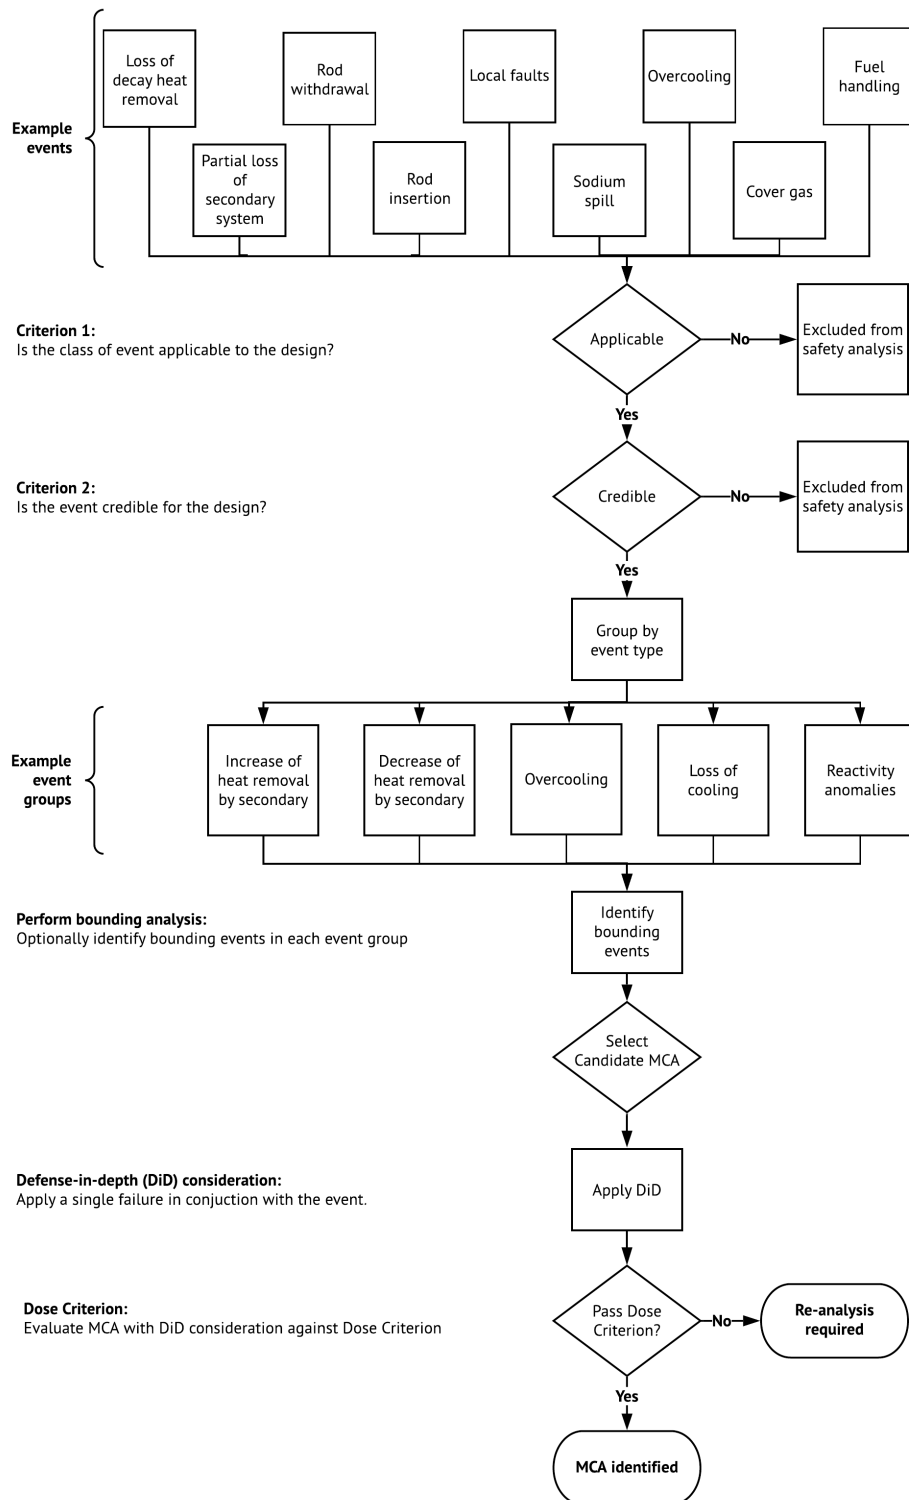 Loss of
decay heat
removal
Rod
withdrawal
Local faults
Overcooling
Fuel
handling
Example
events
Partial loss
of
secondary
system
Rod
insertion
Sodium
spill
Cover gas
Criterion 1:
Is the class of event applicable to the design?
Applicable
No
Excluded from
safety analysis
Yes
Criterion 2:
Is the event credible for the design?
Credible
No
Excluded from
safety analysis
Yes
Group by
event type
Example
event
groups
Increase of
heat removal
by secondary
Decrease of
heat removal
by secondary
Overcooling
Loss of
cooling
Reactivity
anomalies
Perform bounding analysis:
Optionally identify bounding events in each event group
Identify
bounding
events
Select
Candidate MCA
Defense-in-depth (DiD) consideration:
Apply a single failure in conjuction with the event.
Apply DiD
Dose Criterion:
Evaluate MCA with DiD consideration against Dose Criterion
Pass Dose
Criterion?
No
Re-analysis
required
Yes
MCA identified